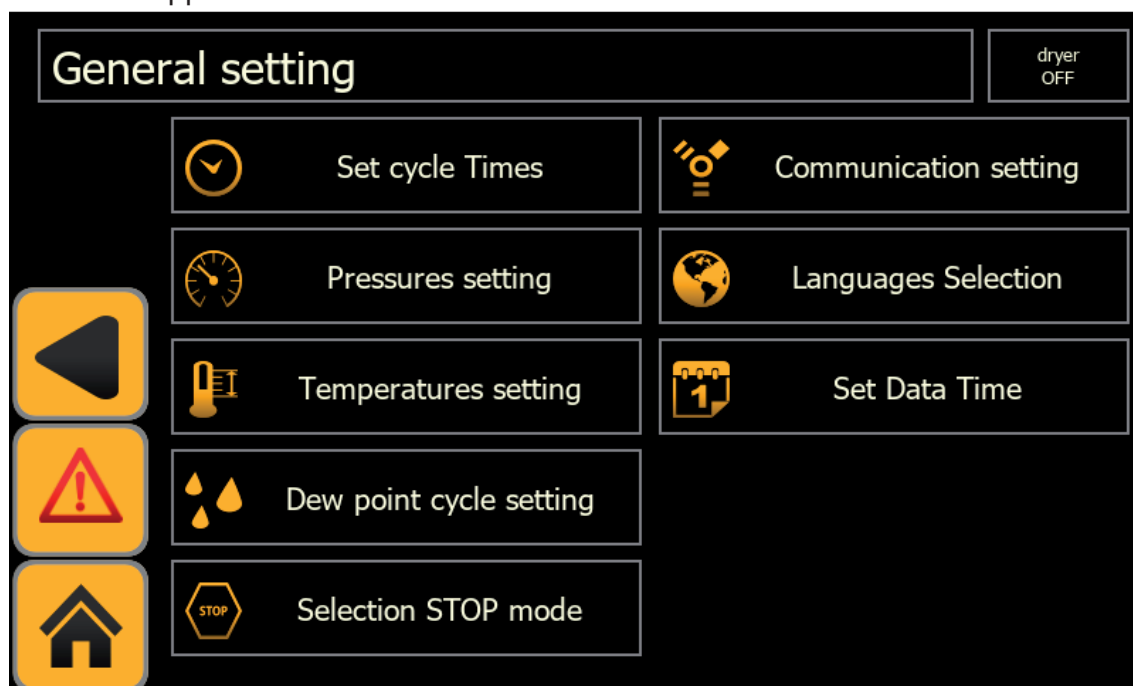 General setting
dryer
OFF
Set cycle Times
Communication setting
Pressures setting
Languages Selection
Temperatures setting
1
Set Data Time
Dew point cycle setting
STOP
Selection STOP mode